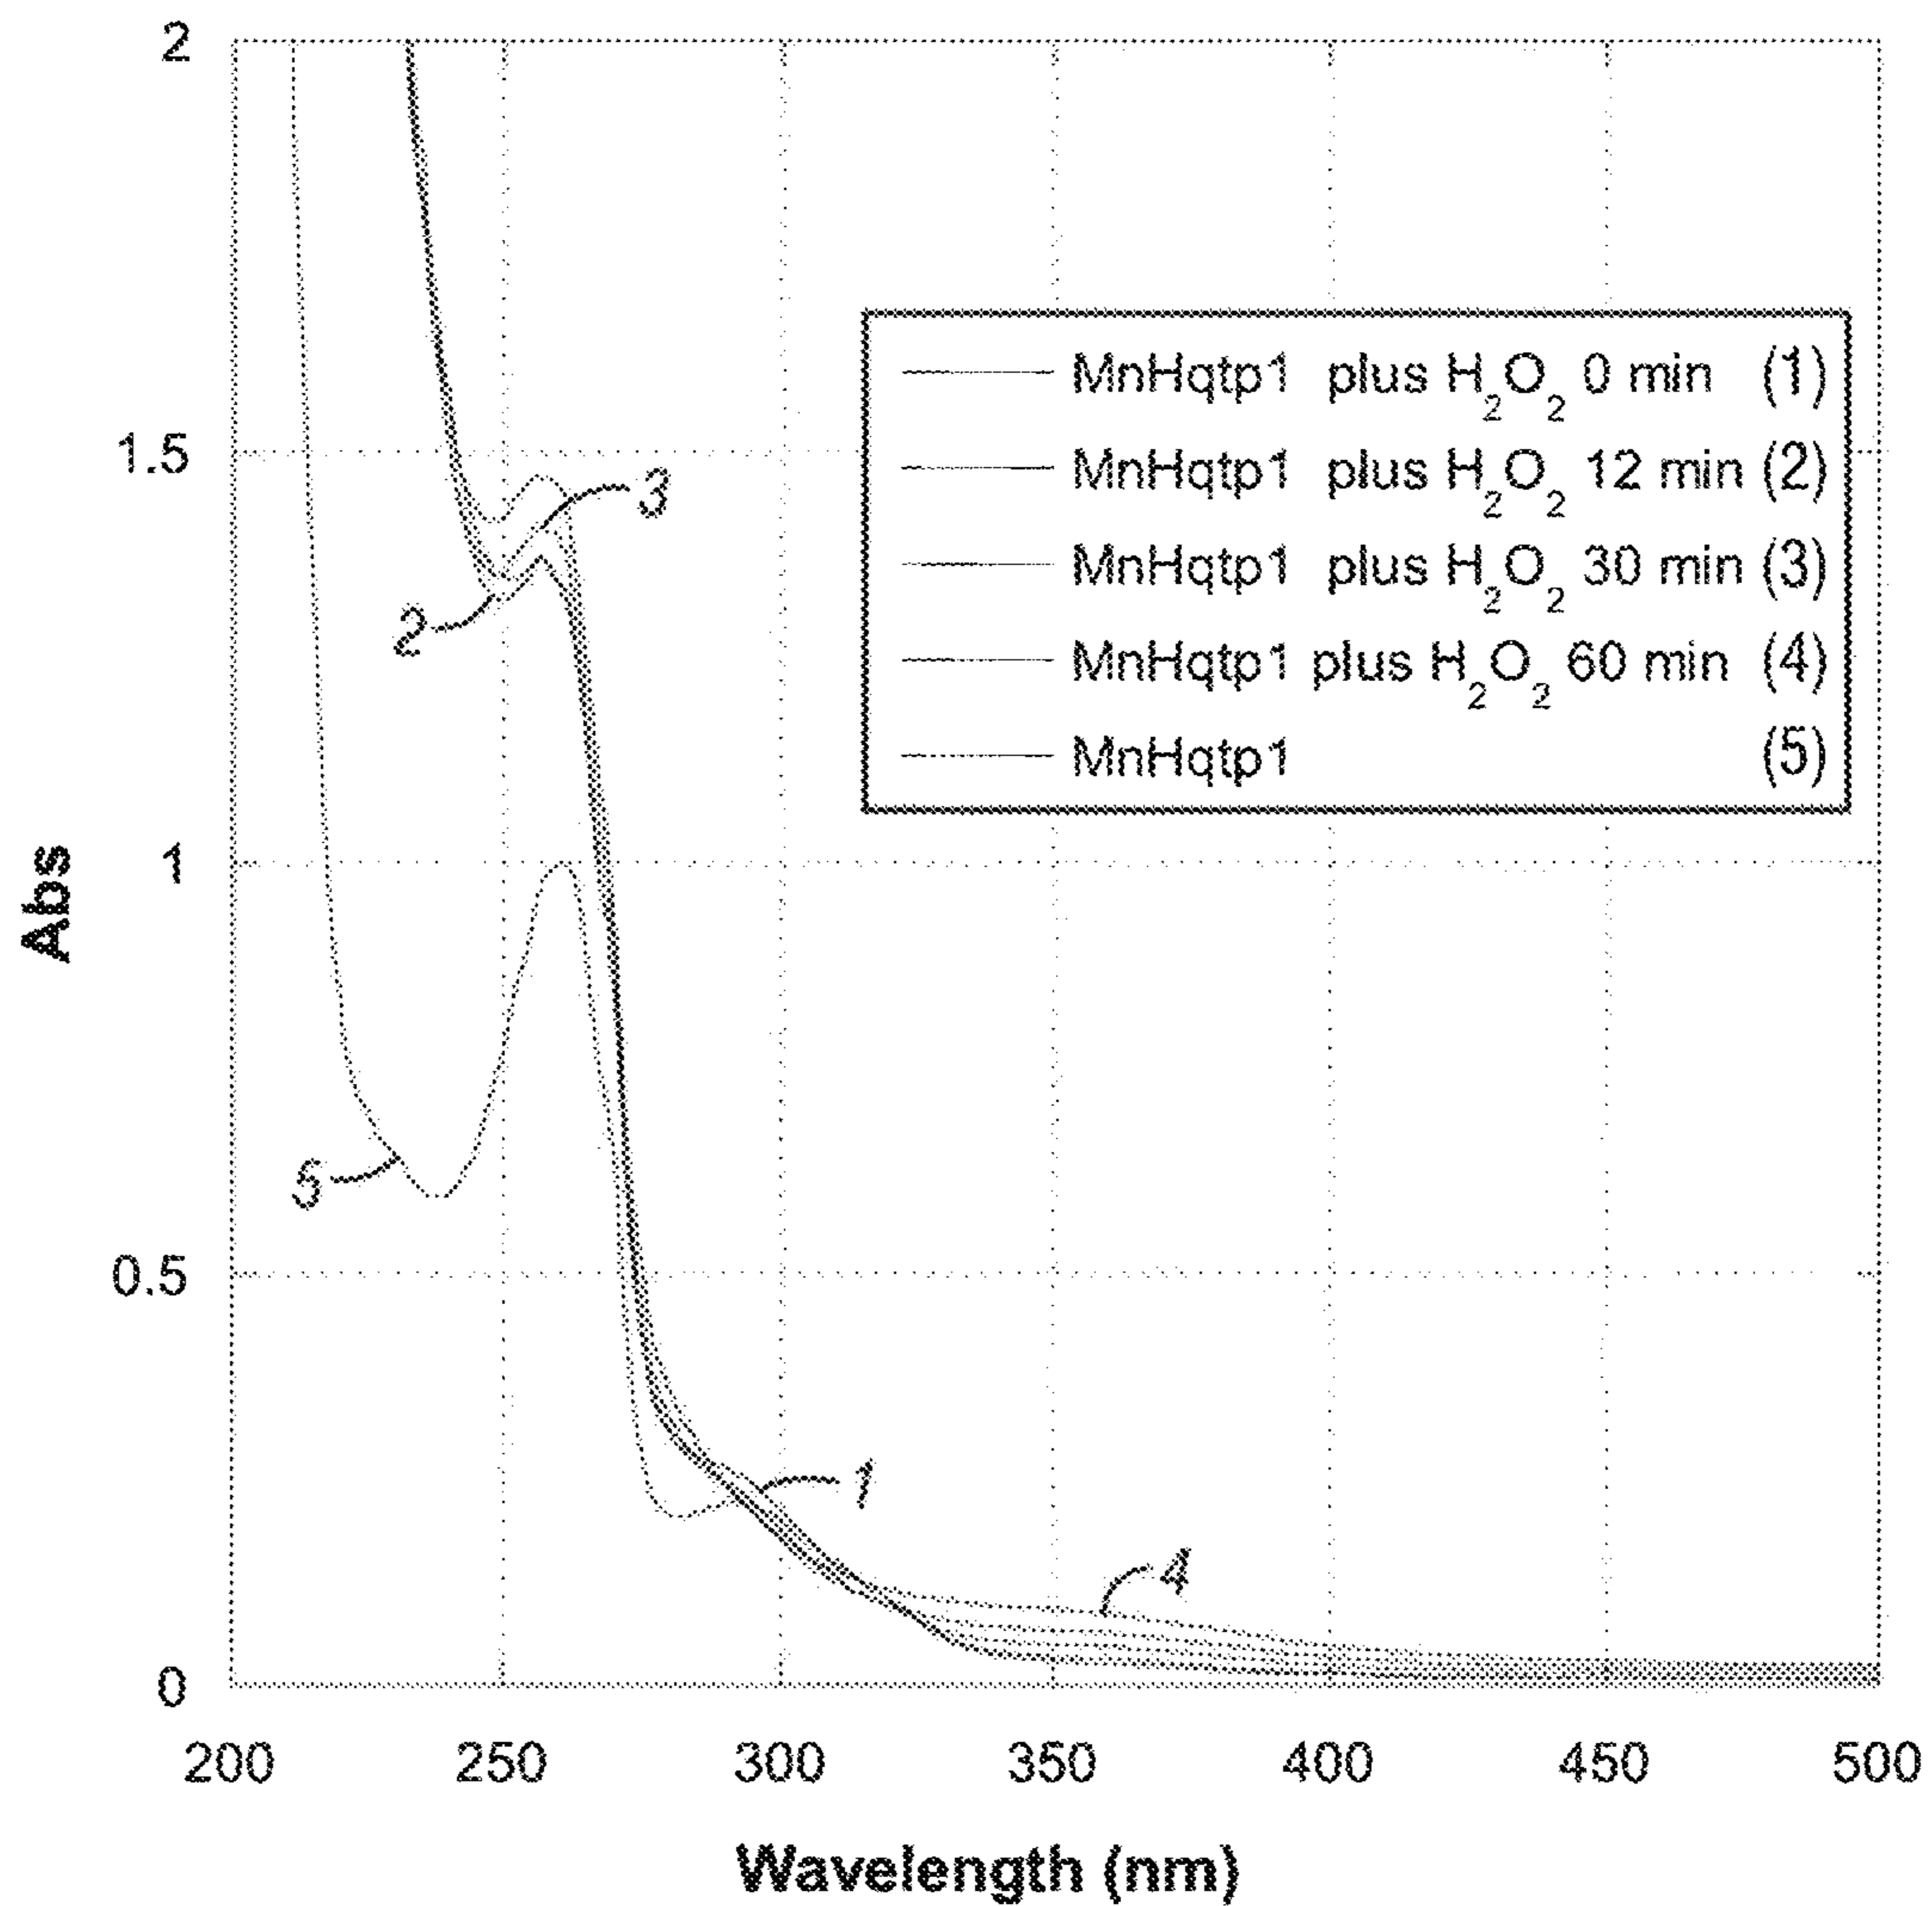 2
1.5
1
0.5
0
Abs
MnHqtp1 plus H2O2 0 min (1)
MnHqtp1 plus H2O2 12 min (2)
MnHqtp1 plus H2O2 30 min (3)
MnHqtp1 plus H2O2 60 min (4)
MnHqtp1 (5)
3
2
5
1
4
200 250 300 350 400 450 500
Wavelength (nm)